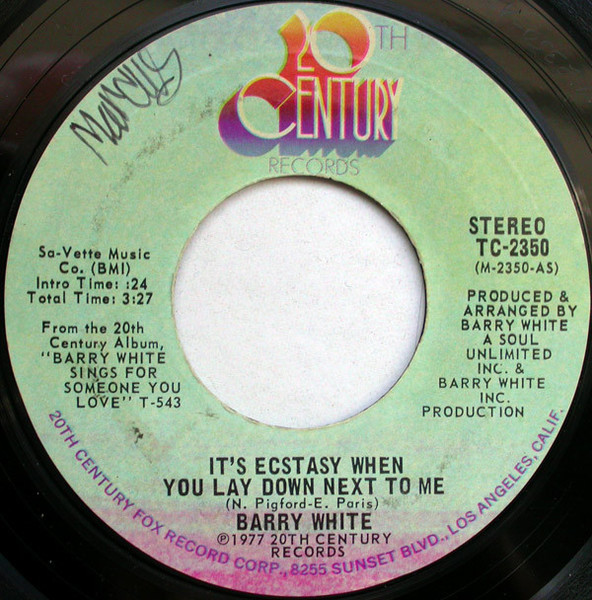 20TH
CENTURY
RECORDS
STEREO
TC-2350
(M-2350-AS)
Sa-Vette Music
Co. (BMI)
Intro Time: :24
Total Time: 3:27
From the 20th
Century Album,
"BARRY WHITE
SINGS FOR
SOMEONE YOU
LOVE" T-543
PRODUCED &
ARRANGED BY
BARRY WHITE
A SOUL
UNLIMITED
INC. &
BARRY WHITE
INC.
PRODUCTION
IT'S ECSTASY WHEN
YOU LAY DOWN NEXT TO ME
(N. Pigford-E. Paris)
BARRY WHITE
℗1977 20TH CENTURY
RECORDS
20TH CENTURY FOX RECORD CORP., 8255 SUNSET BLVD., LOS ANGELES, CALIF.